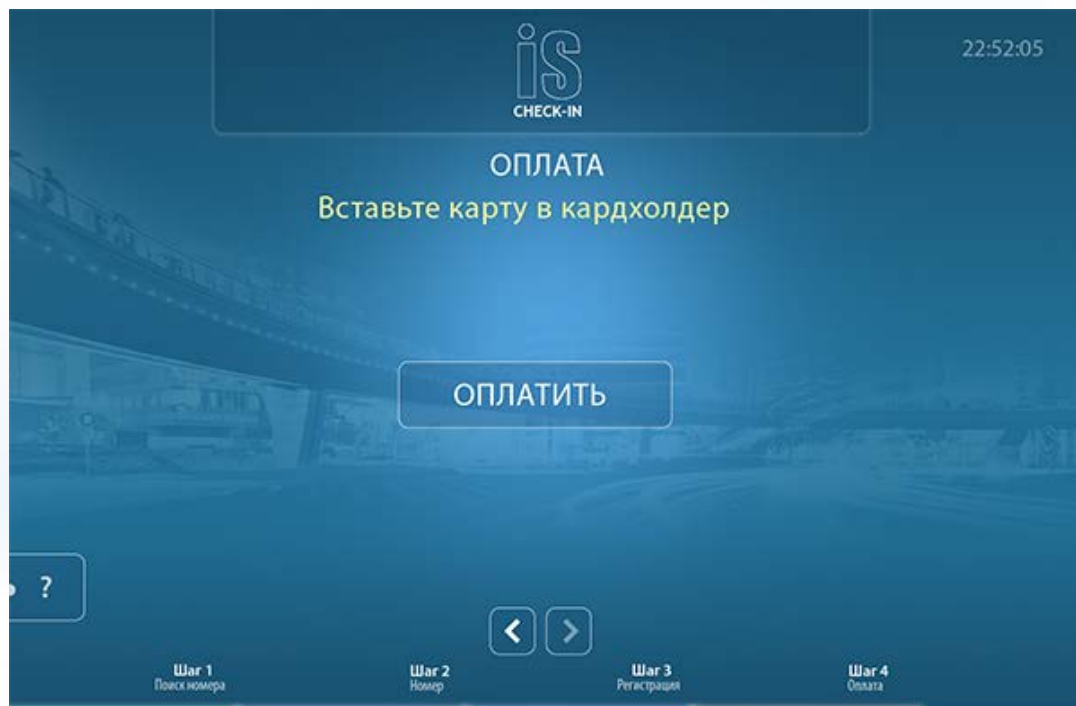 iS
22:52:05
CHECK-IN
ОПЛАТА
Вставьте карту в кардхолдер
ОПЛАТИТЬ
?
Шаг 1
Поиск номера
Шаг 2
Номер
Шаг 3
Регистрация
Шаг 4
Оплата